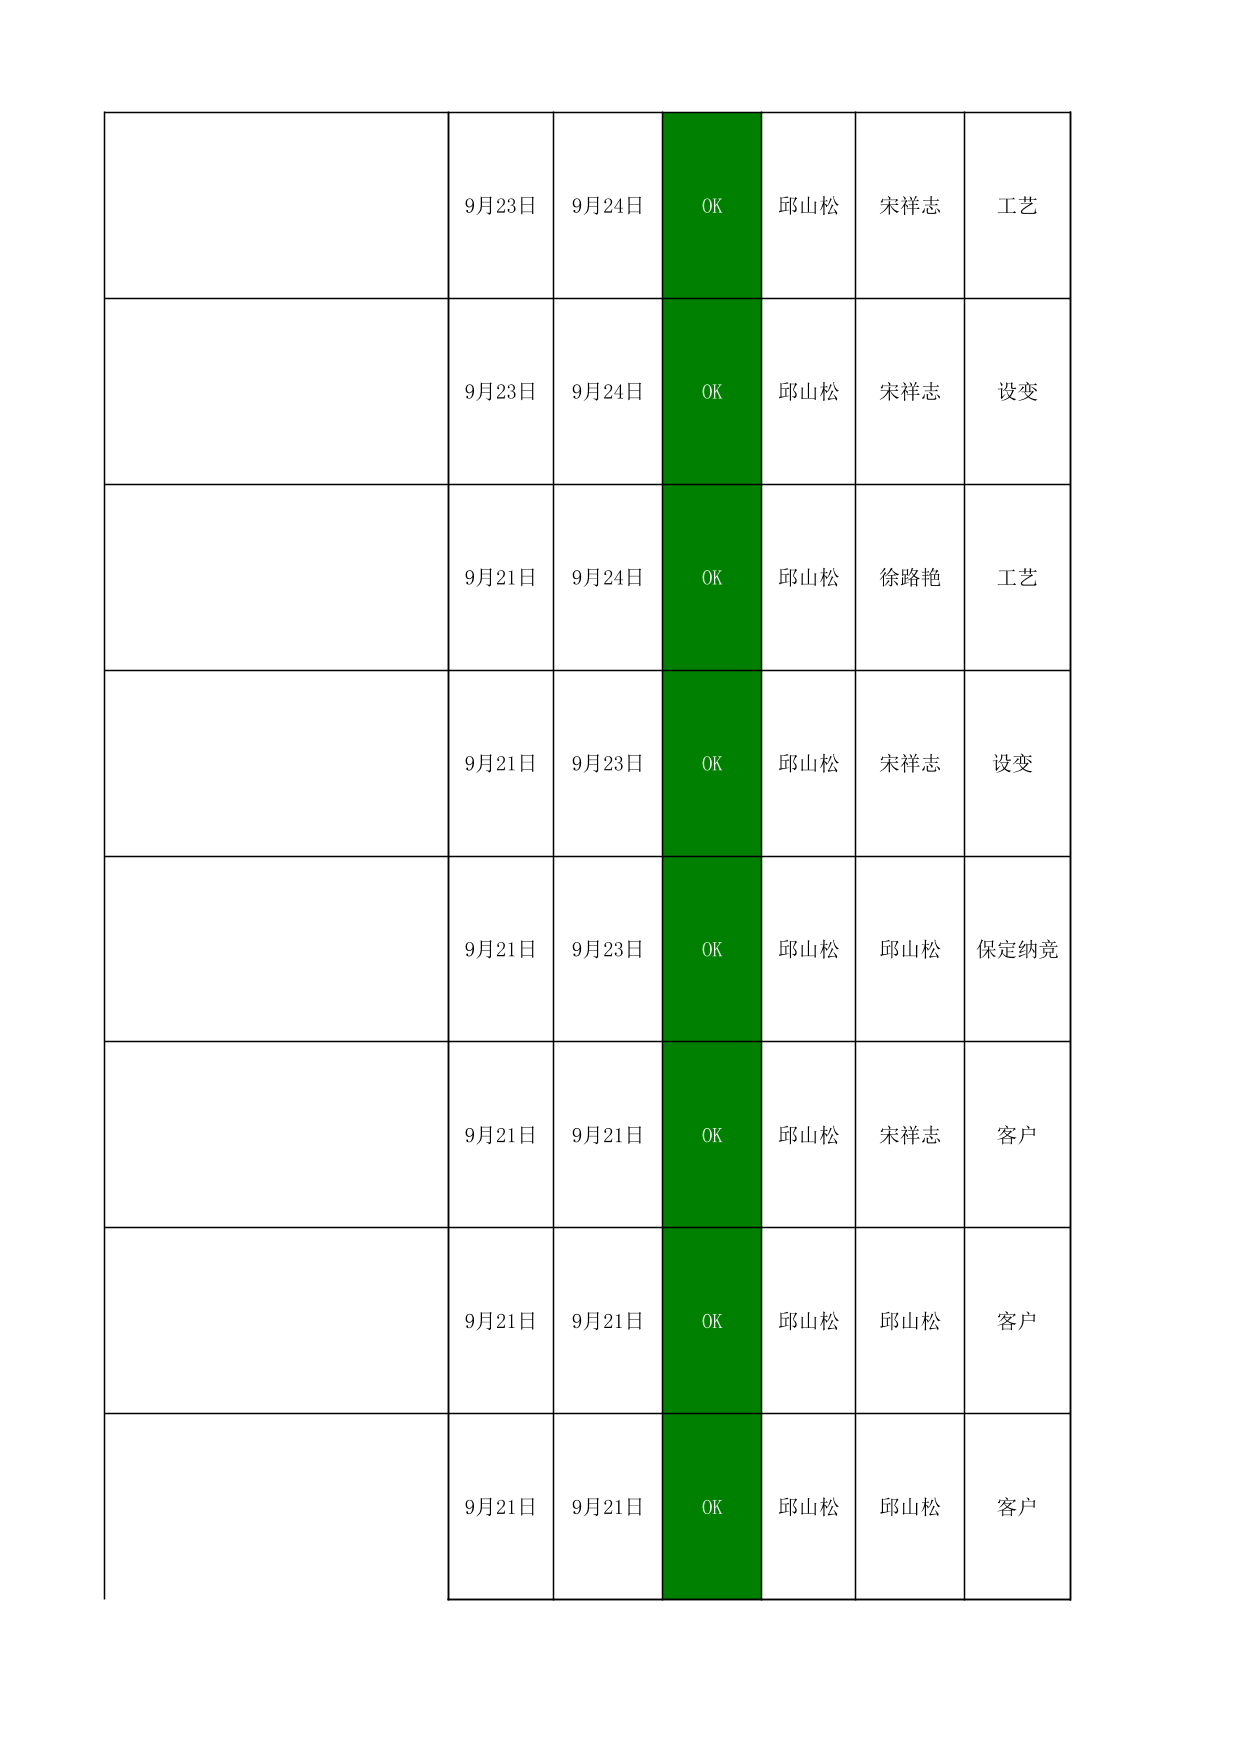 9月23日 9月24日 OK 邱山松 宋祥志 工艺
9月23日 9月24日 OK 邱山松 宋祥志 设变
9月21日 9月24日 OK 邱山松 徐路艳 工艺
9月21日 9月23日 OK 邱山松 宋祥志 设变
9月21日 9月23日 OK 邱山松 邱山松 保定纳竞
9月21日 9月21日 OK 邱山松 宋祥志 客户
9月21日 9月21日 OK 邱山松 邱山松 客户
9月21日 9月21日 OK 邱山松 邱山松 客户